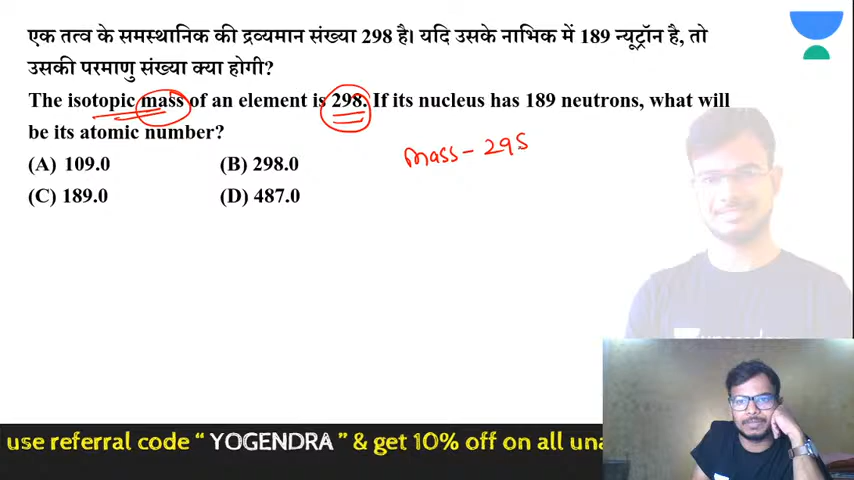 एक तत्व के समस्थानिक की द्रव्यमान संख्या 298 है। यदि उसके नाभिक में 189 न्यूट्रॉन है, तो
उसकी परमाणु संख्या क्या होगी?
The isotopic mass of an element is 298. If its nucleus has 189 neutrons, what will
be its atomic number?
(A) 109.0 (B) 298.0
(C) 189.0 (D) 487.0
Mass - 298
use referral code “ YOGENDRA ” & get 10% off on all una